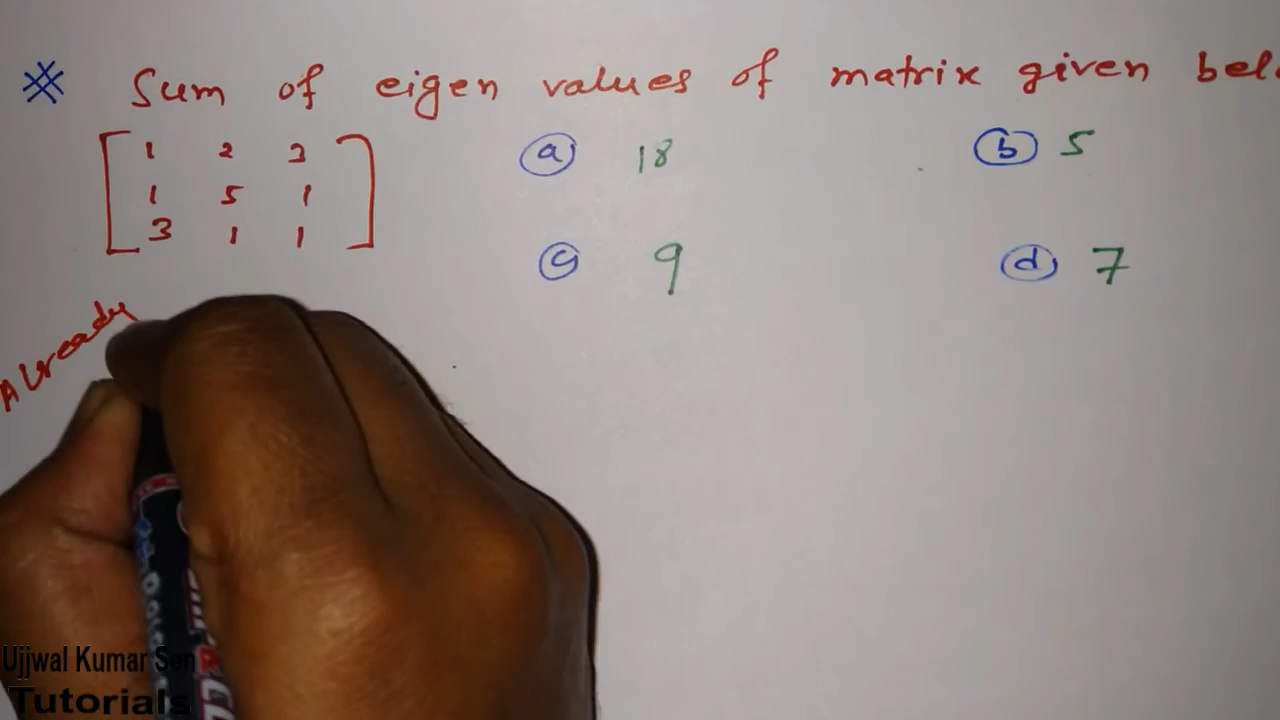 Sum of eigen values of matrix given
1 2 3
1 5 1
3 1 1
a 18
b 5
c 9
d 7
Already
Ujjwal Kumar Sen
Tutorials